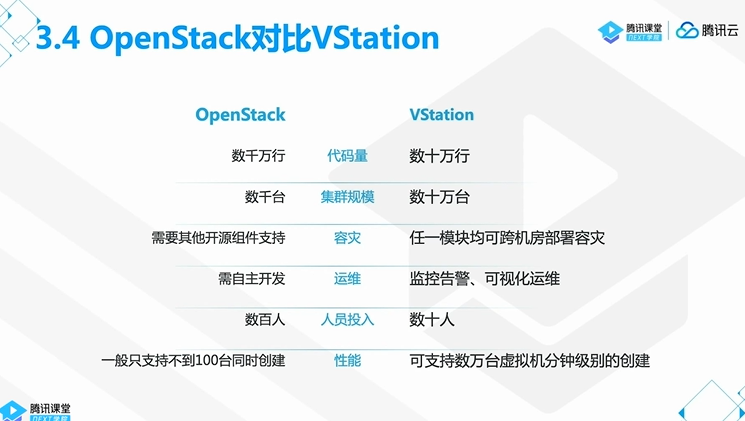 3.4 OpenStack对比VStation
腾讯课堂
NEXT学院
腾讯云
OpenStack VStation
数千万行 代码量 数十万行
数千台 集群规模 数十万台
需要其他开源组件支持 容灾 任一模块均可跨机房部署容灾
需自主开发 运维 监控告警、可视化运维
数百人 人员投入 数十人
一般只支持不到100台同时创建 性能 可支持数万台虚拟机分钟级别的创建
腾讯课堂
NEXT学院